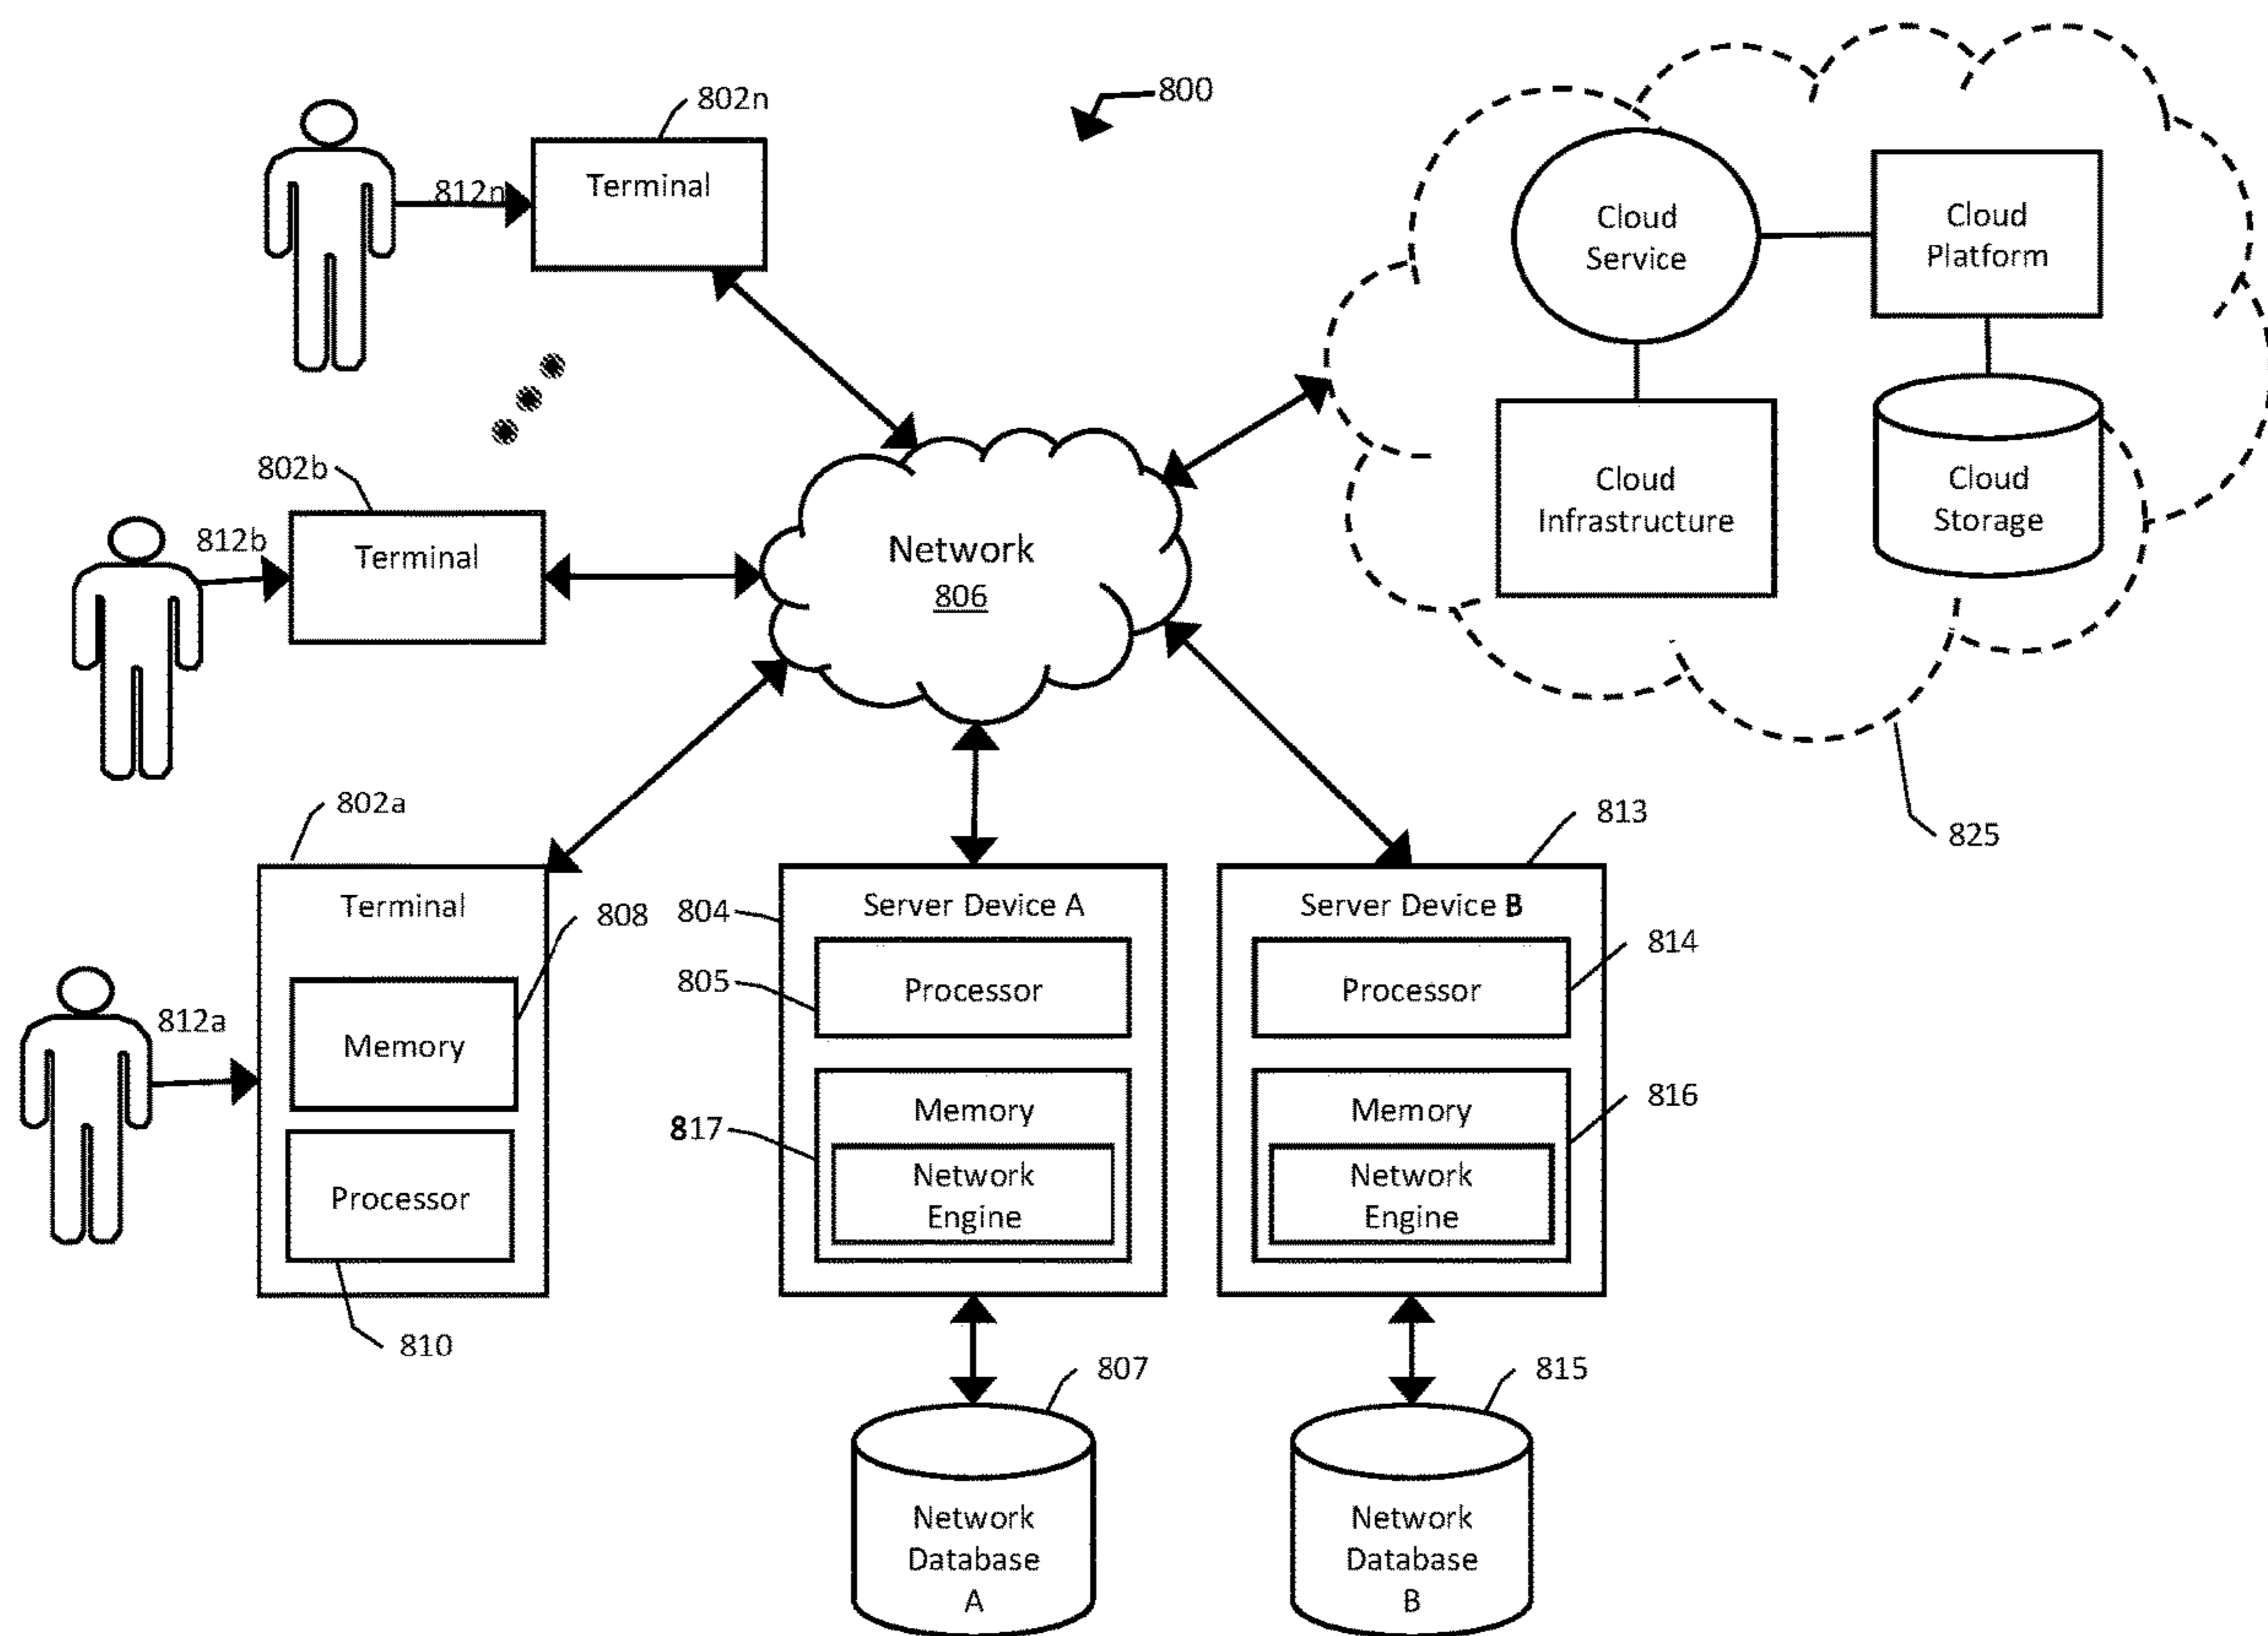 800
802n
812n
Terminal
Cloud
Service
Cloud
Platform
Cloud
Infrastructure
Cloud
Storage
825
802b
812b
Terminal
Network
806
802a
812a
Terminal
808
Memory
Processor
810
804
Server Device A
805
Processor
817
Memory
Network
Engine
813
Server Device B
814
Processor
816
Memory
Network
Engine
807
Network
Database
A
815
Network
Database
B